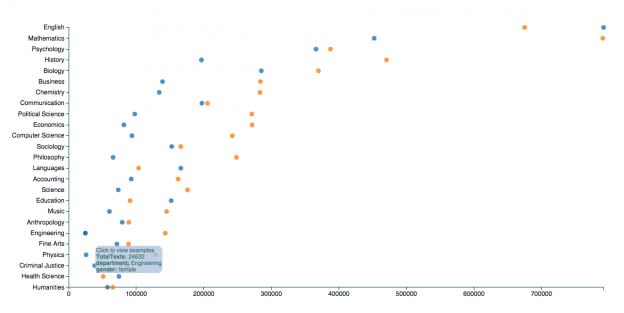 English
Mathematics
Psychology
History
Biology
Business
Chemistry
Communication
Political Science
Economics
Computer Science
Sociology
Philosophy
Languages
Accounting
Science
Education
Music
Anthropology
Engineering
Fine Arts
Physics
Criminal Justice
Health Science
Humanities
Click to view examples
TotalTexte: 24632
department: Engineering
gender: female
0 100000 200000 300000 400000 500000 600000 700000